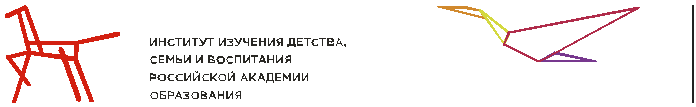 ИНСТИТУТ ИЗУЧЕНИЯ ДЕТСТВА,
СЕМЬИ И ВОСПИТАНИЯ
РОССИЙСКОЙ АКАДЕМИИ
ОБРАЗОВАНИЯ